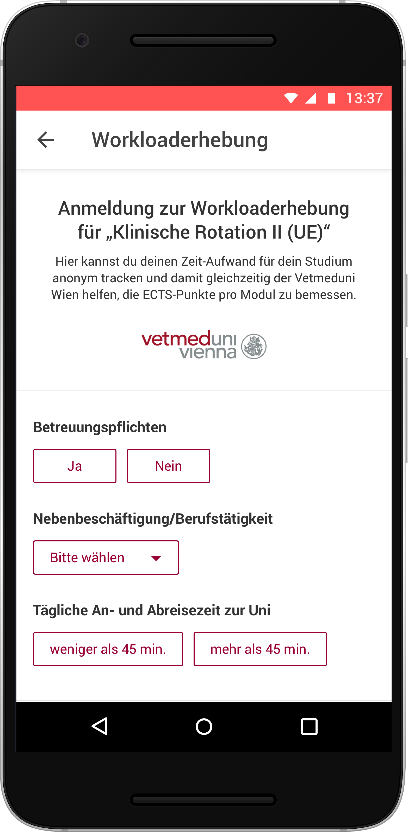 13:37
Workloaderhebung
Anmeldung zur Workloaderhebung
für „Klinische Rotation II (UE)“
Hier kannst du deinen Zeit-Aufwand für dein Studium
anonym tracken und damit gleichzeitig der Vetmeduni
Wien helfen, die ECTS-Punkte pro Modul zu bemessen.
vetmeduni
vienna
Betreuungspflichten
Ja Nein
Nebenbeschäftigung/Berufstätigkeit
Bitte wählen
Tägliche An- und Abreisezeit zur Uni
weniger als 45 min. mehr als 45 min.